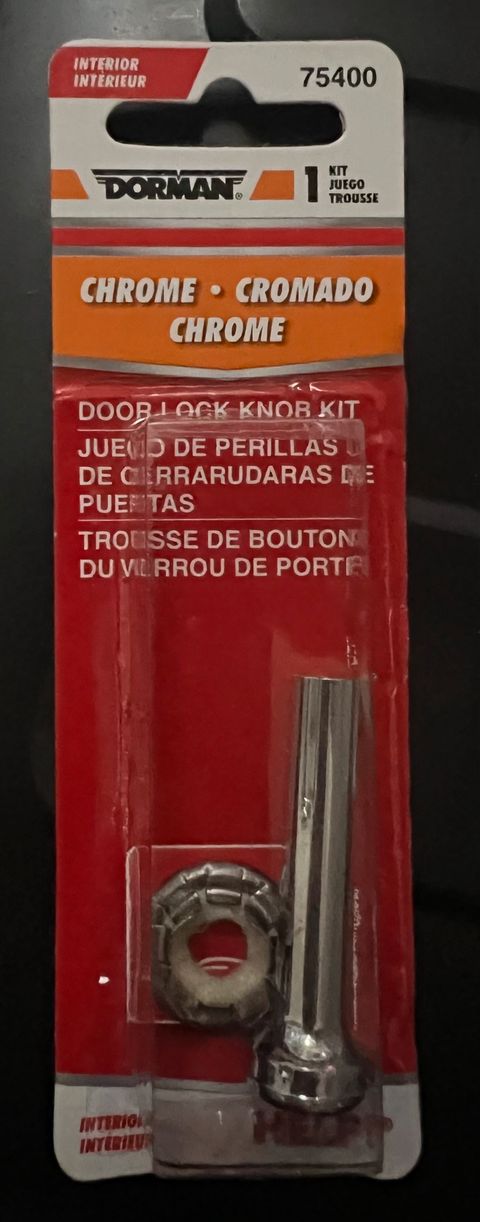 INTERIOR
INTÉRIEUR
75400
DORMAN®
1 KIT
JUEGO
TROUSSE
CHROME • CROMADO
CHROME
DOOR LOCK KNOB KIT
JUEGO DE PERILLAS
DE CERRARUDARAS DE
PUERTAS
TROUSSE DE BOUTON
DU VERROU DE PORTE
INTERIOR
INTÉRIEUR
HELP!®